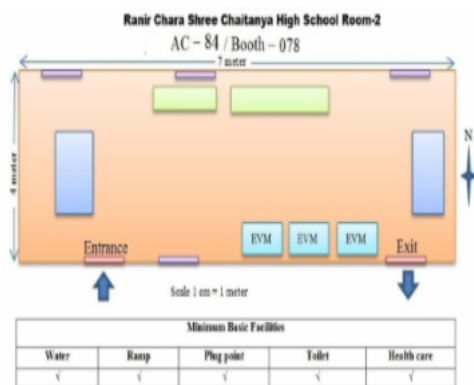 Ranir Chara Shree Chaitanya High School Room-2
AC – 84 / Booth – 078
7 meter
4 meter
N
EVM EVM EVM
Entrance
Exit
Scale 1 cm = 1 meter
Minimum Basic Facilities
Water Ramp Plug point Toilet Health care
√ √ √ √ √